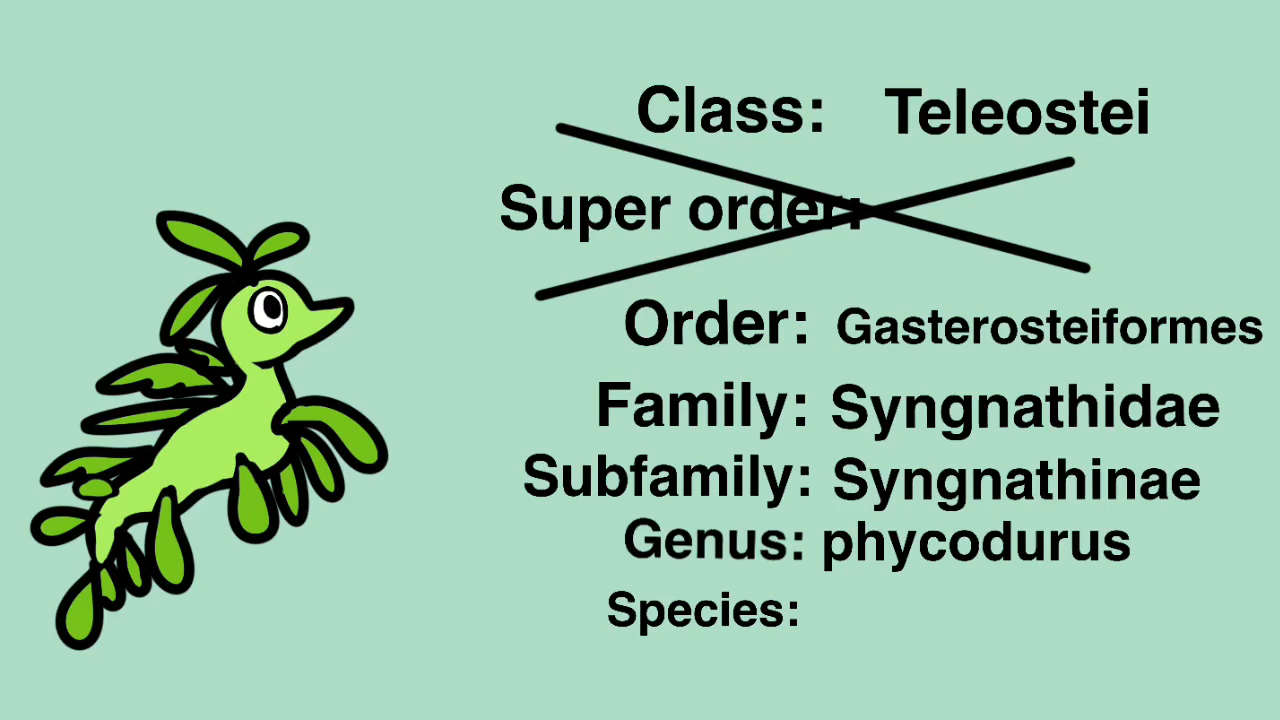 Class: Teleostei
Super order:
Order: Gasterosteiformes
Family: Syngnathidae
Subfamily: Syngnathinae
Genus: phycodurus
Species: